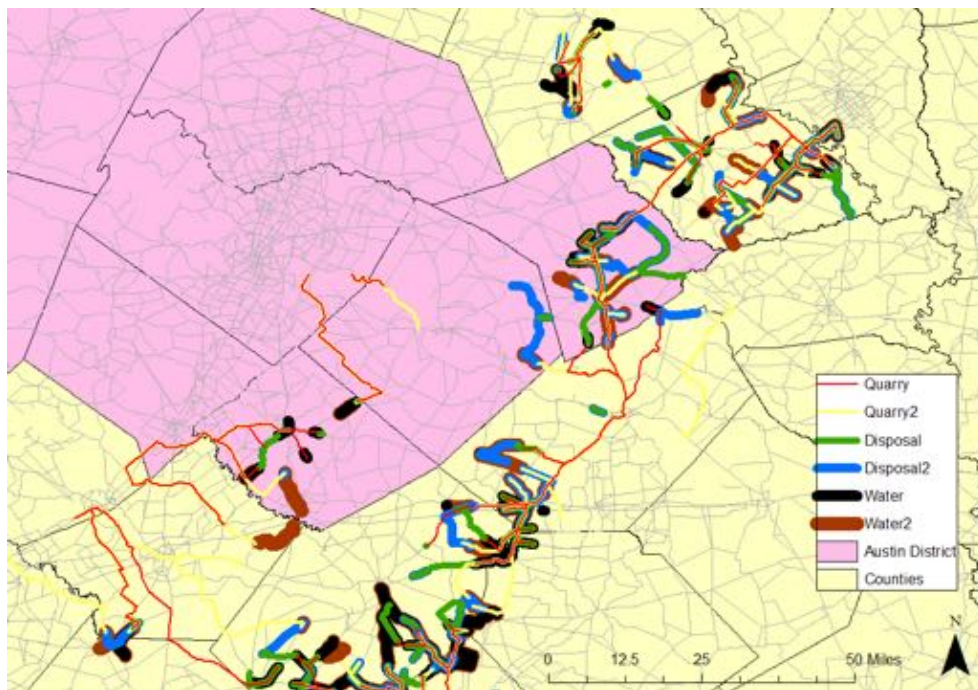 Quarry
Quarry2
Disposal
Disposal2
Water
Water2
Austin District
Counties
N
0 12.5 25 50 Miles